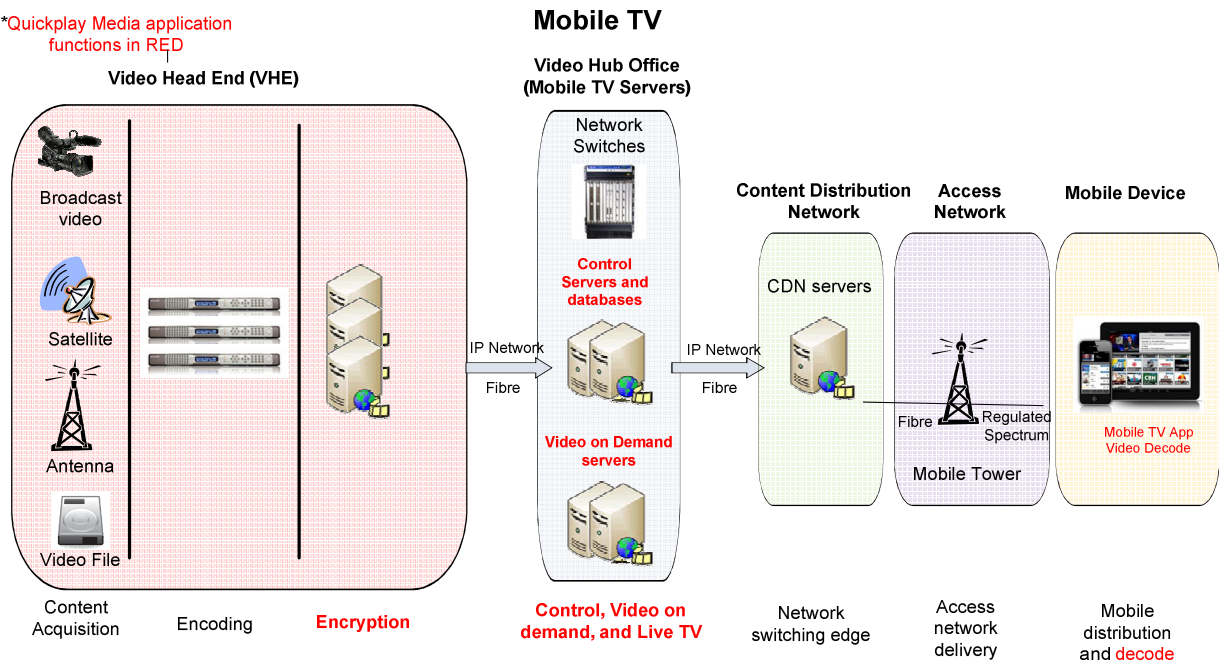 Mobile TV
*Quickplay Media application
functions in RED
Video Head End (VHE)
Broadcast
video
Satellite
Antenna
Video File
Content
Acquisition
Encoding
Encryption
IP Network
Fibre
Video Hub Office
(Mobile TV Servers)
Network
Switches
Control
Servers and
databases
Video on Demand
servers
Control, Video on
demand, and Live TV
IP Network
Fibre
Content Distribution
Network
CDN servers
Network
switching edge
Access
Network
Fibre
Regulated
Spectrum
Mobile Tower
Access
network
delivery
Mobile Device
Mobile TV App
Video Decode
Mobile
distribution
and decode